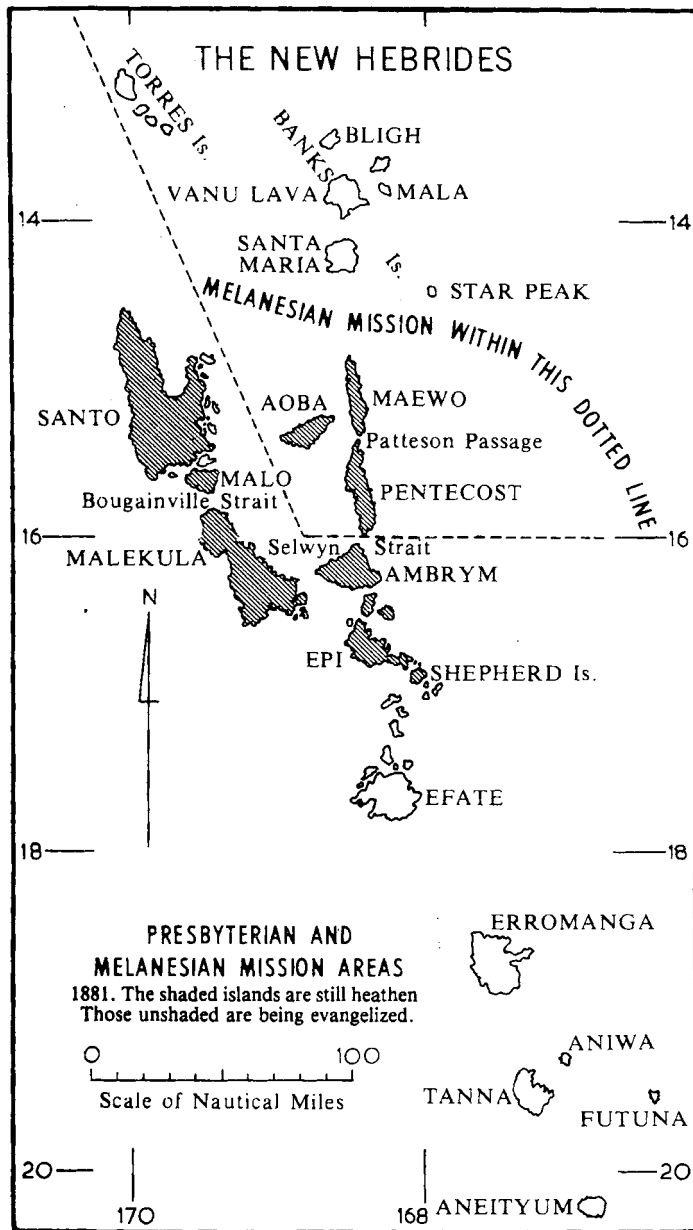 THE NEW HEBRIDES
TORRES Is.
BANKS Is.
BLIGH
VANU LAVA
MALA
14
14
SANTA
MARIA
STAR PEAK
MELANESIAN MISSION WITHIN THIS DOTTED LINE
SANTO
AOBA
MAEWO
Patteson Passage
MALO
PENTECOST
Bougainville Strait
16
16
MALEKULA
Selwyn Strait
AMBRYM
N
EPI
SHEPHERD Is.
EFATE
18
18
ERROMANGA
PRESBYTERIAN AND
MELANESIAN MISSION AREAS
1881. The shaded islands are still heathen
Those unshaded are being evangelized.
0
100
Scale of Nautical Miles
ANIWA
TANNA
FUTUNA
20
20
ANEITYUM
170
168